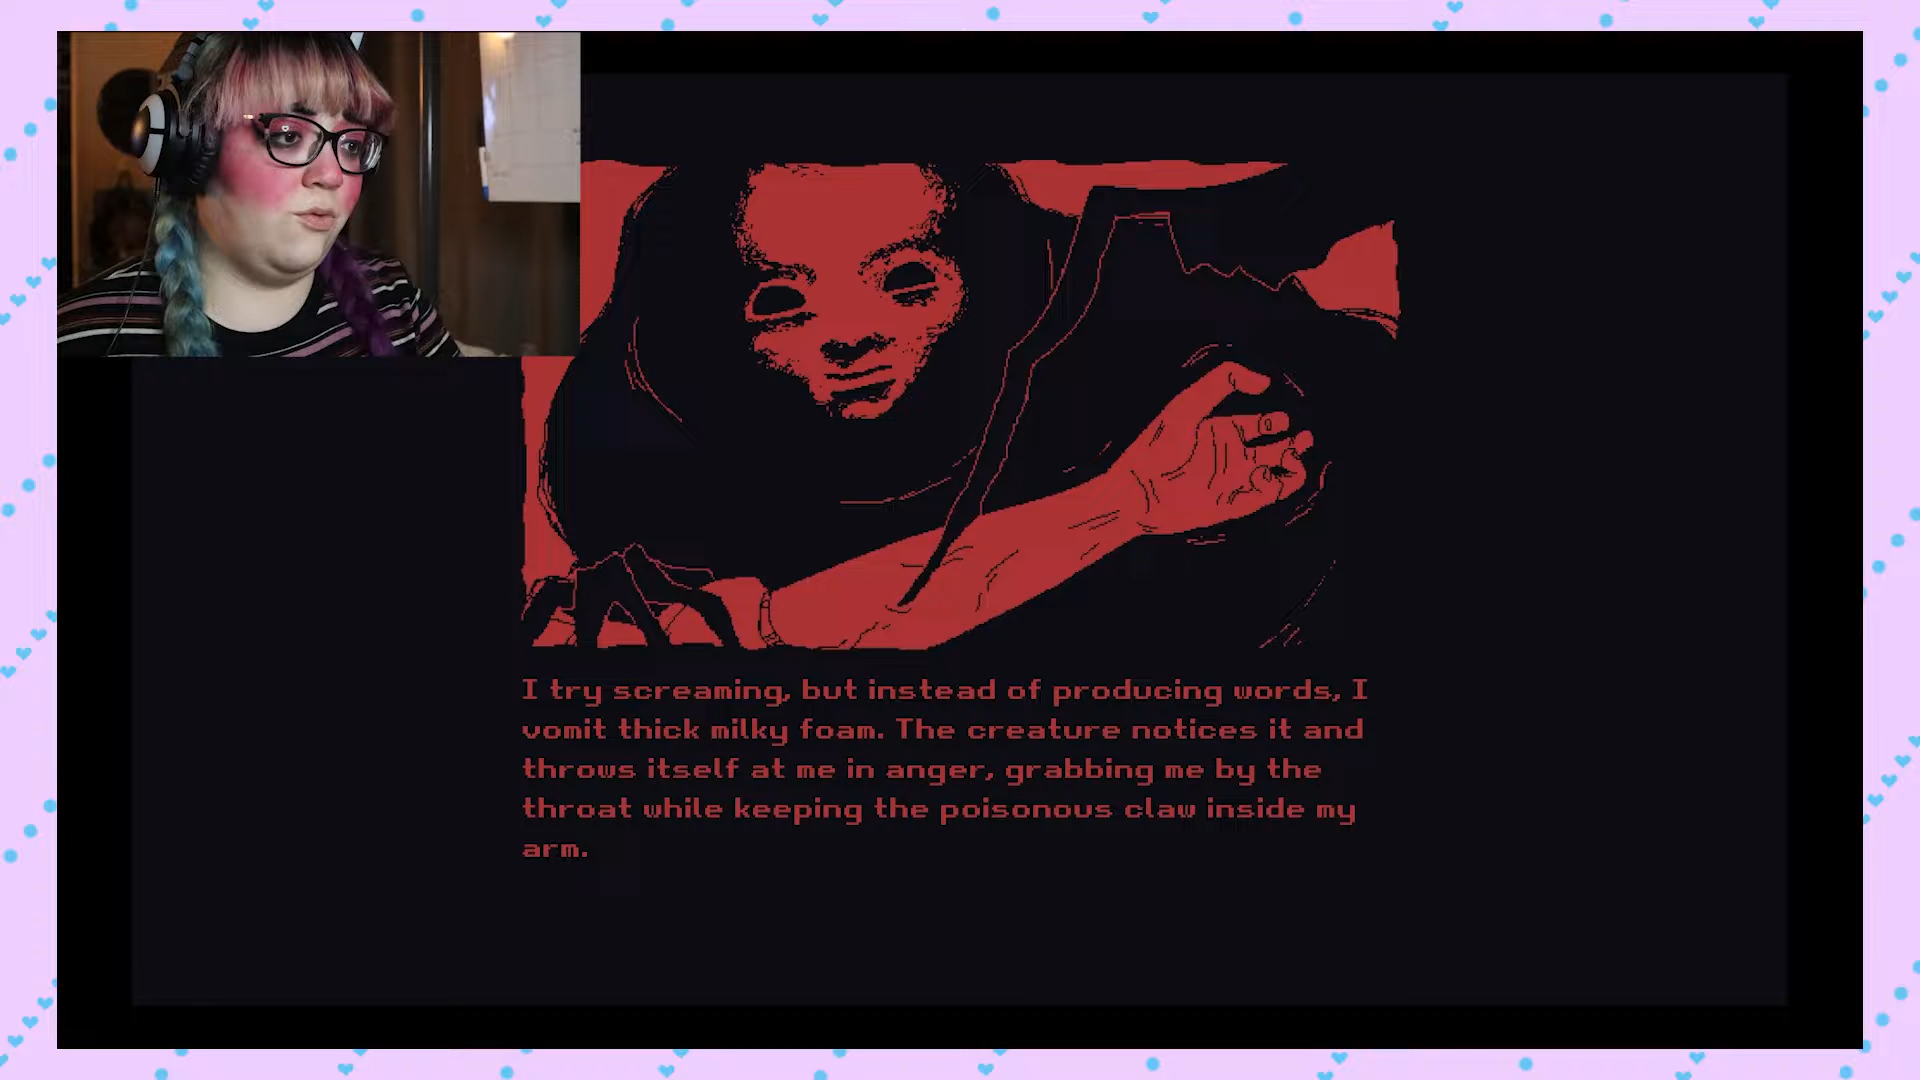 I try screaming, but instead of producing words, I
vomit thick milky foam. The creature notices it and
throws itself at me in anger, grabbing me by the
throat while keeping the poisonous claw inside my
arm.